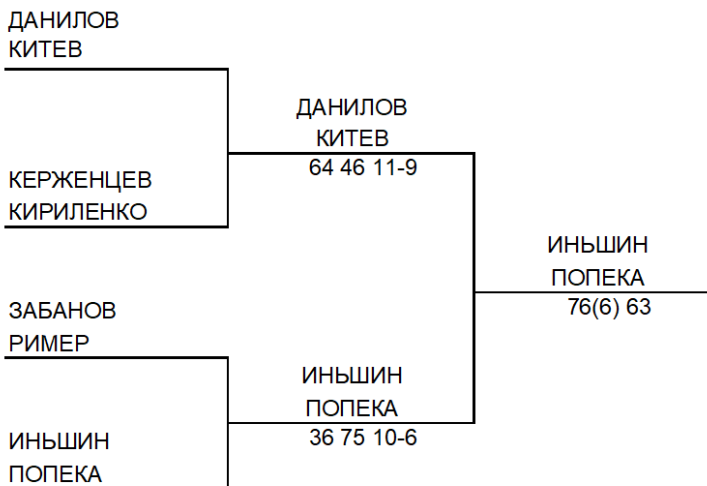 ДАНИЛОВ
КИТЕВ
ДАНИЛОВ
КИТЕВ
64 46 11-9
КЕРЖЕНЦЕВ
КИРИЛЕНКО
ИНЬШИН
ПОПЕКА
76(6) 63
ЗАБАНОВ
РИМЕР
ИНЬШИН
ПОПЕКА
36 75 10-6
ИНЬШИН
ПОПЕКА